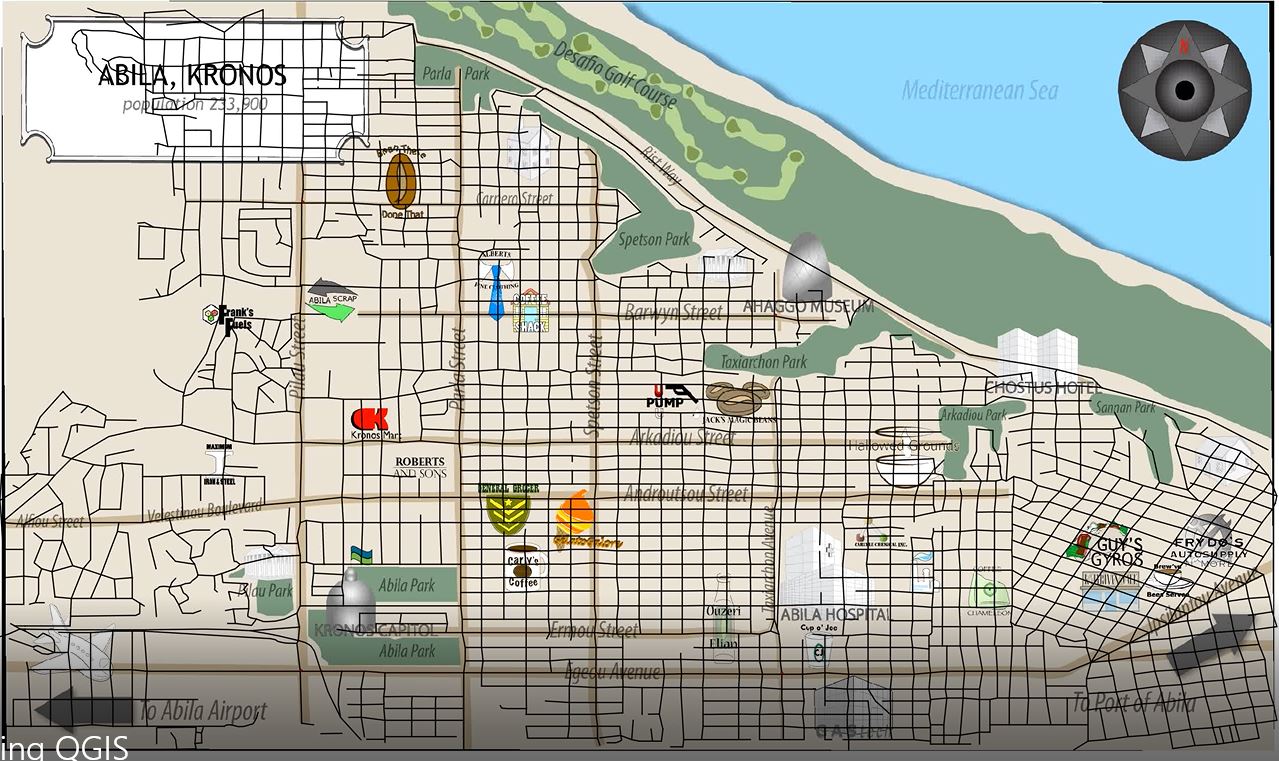 ABILA, KRONOS
population 233,900
N
Mediterranean Sea
Desafio Golf Course
Parla Park
Bean There
Done That
Rist Way
Carnero Street
Spetson Park
ALBERTS
FINE CLOTHING
COFFEE
SHACK
ABILA SCRAP
Frank's
Fuels
Barwyn Street
AHAGGO MUSEUM
Pilau Street
Parla Street
Spetson Street
Taxiarchon Park
CHOSTUS HOTEL
U
PUMP
JACK'S MAGIC BEANS
Arkadiou Park
Sannan Park
Kronos Mart
Arkadiou Street
Hallowed Grounds
MAXIMUM
IRON & STEEL
ROBERTS
AND SONS
GENERAL GROCER
Androutsou Street
Alfiou Street
Velestinou Boulevard
Taxiarchon Avenue
CARLYLE CHEMICAL INC.
GUY'S
GYROS
FRYDO'S
AUTOSUPPLY
N' MORE
Carly's
Coffee
Brew've
Been Served
Pilau Park
Abila Park
COFFEE
CHAMELEON
Ipsilantou Avenue
Ouzeri
Elian
ABILA HOSPITAL
KRONOS CAPITOL
Ermou Street
Cup o' Joe
Abila Park
Egeou Avenue
To Abila Airport
To Port of Abila
GAStech
ing QGIS